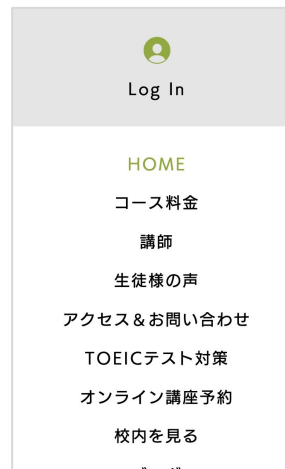 Log In
HOME
コース料金
講師
生徒様の声
アクセス＆お問い合わせ
TOEICテスト対策
オンライン講座予約
校内を見る